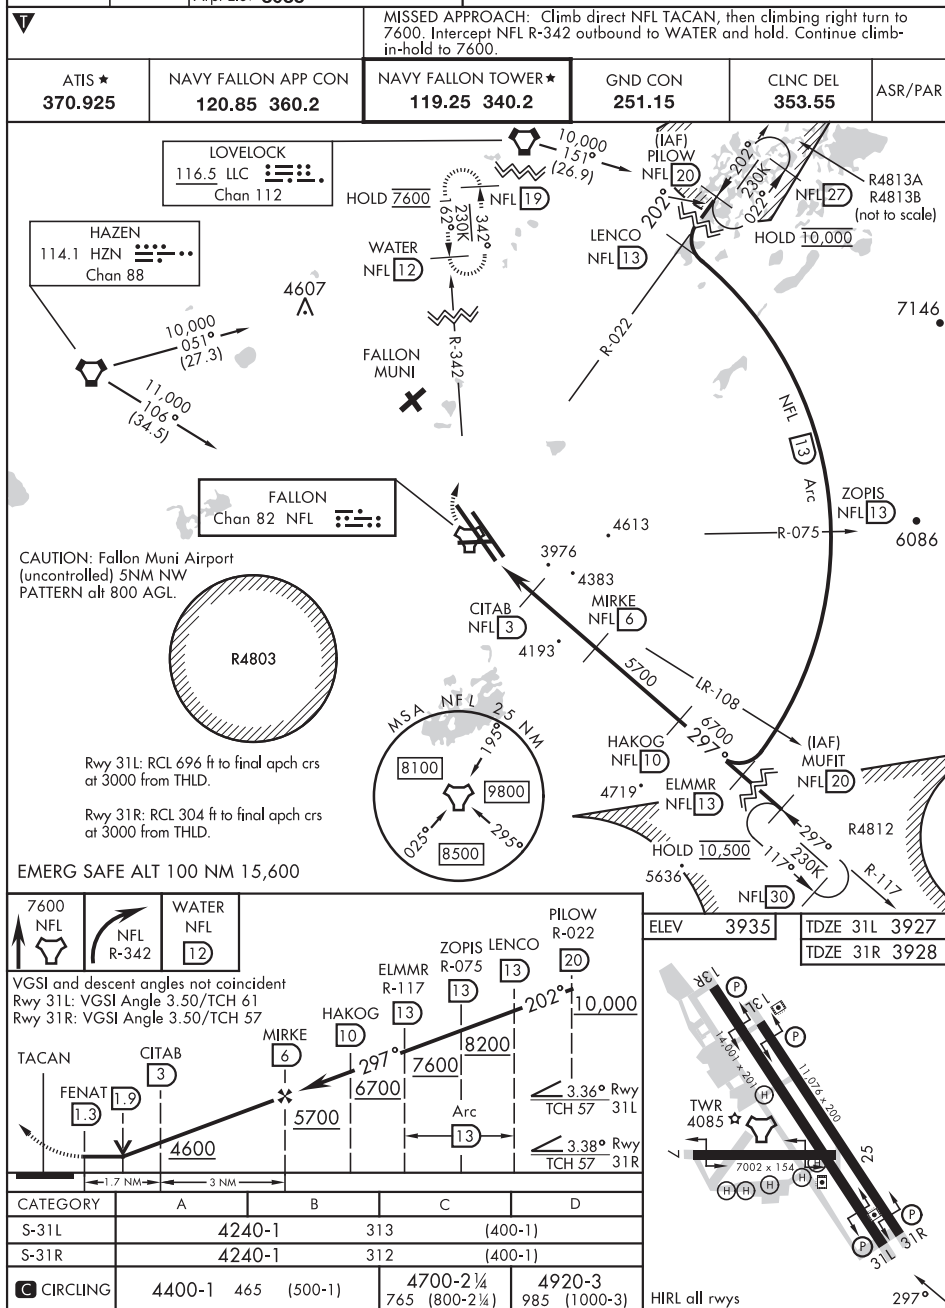 T
MISSED APPROACH: Climb direct NFL TACAN, then climbing right turn to
7600. Intercept NFL R-342 outbound to WATER and hold. Continue climb-
in-hold to 7600.
ATIS ★
370.925
NAVY FALLON APP CON
120.85 360.2
NAVY FALLON TOWER★
119.25 340.2
GND CON
251.15
CLNC DEL
353.55
ASR/PAR
LOVELOCK
116.5 LLC
Chan 112
10,000
151°
(26.9)
HOLD 7600
162°
230K
342°
NFL 19
WATER
NFL 12
(IAF)
PILOW
NFL 20
202°
202°
230K
022°
NFL 27
R4813A
R4813B
(not to scale)
HOLD 10,000
LENCO
NFL 13
HAZEN
114.1 HZN
Chan 88
10,000
051°
(27.3)
11,000
106°
(34.5)
4607
7146
FALLON
MUNI
R-342
R-022
NFL 13 Arc
FALLON
Chan 82 NFL
ZOPIS
NFL 13
R-075
6086
4613
3976
4383
CAUTION: Fallon Muni Airport
(uncontrolled) 5NM NW
PATTERN alt 800 AGL.
R4803
CITAB
NFL 3
MIRKE
NFL 6
4193
5700
LR-108
6700
297°
HAKOG
NFL 10
4719
ELMMR
NFL 13
(IAF)
MUFIT
NFL 20
R4812
MSA NFL 25 NM
195°
8100
9800
8500
025°
295°
HOLD 10,500
5636
117°
297°
230K
R-117
NFL 30
Rwy 31L: RCL 696 ft to final apch crs
at 3000 from THLD.
Rwy 31R: RCL 304 ft to final apch crs
at 3000 from THLD.
EMERG SAFE ALT 100 NM 15,600
7600
NFL
NFL
R-342
WATER
NFL
12
VGSI and descent angles not coincident
Rwy 31L: VGSI Angle 3.50/TCH 61
Rwy 31R: VGSI Angle 3.50/TCH 57
TACAN
FENAT
1.3
1.9
CITAB
3
MIRKE
6
HAKOG
10
ELMMR
R-117
13
ZOPIS
R-075
13
LENCO
13
PILOW
R-022
20
202°
10,000
297°
8200
7600
6700
5700
4600
Arc
13
3.36° Rwy
TCH 57 31L
3.38° Rwy
TCH 57 31R
1.7 NM
3 NM
CATEGORY A B C D
S-31L 4240-1 313 (400-1)
S-31R 4240-1 312 (400-1)
C CIRCLING 4400-1 465 (500-1) 4700-2¼ 765 (800-2¼) 4920-3 985 (1000-3)
ELEV 3935
TDZE 31L 3927
TDZE 31R 3928
13R
P
13L
P
14,001 x 201
11,076 x 200
H
TWR
4085
7
7002 x 154
25
H
H H H H
P
P
31L 31R
HIRL all rwys
297°